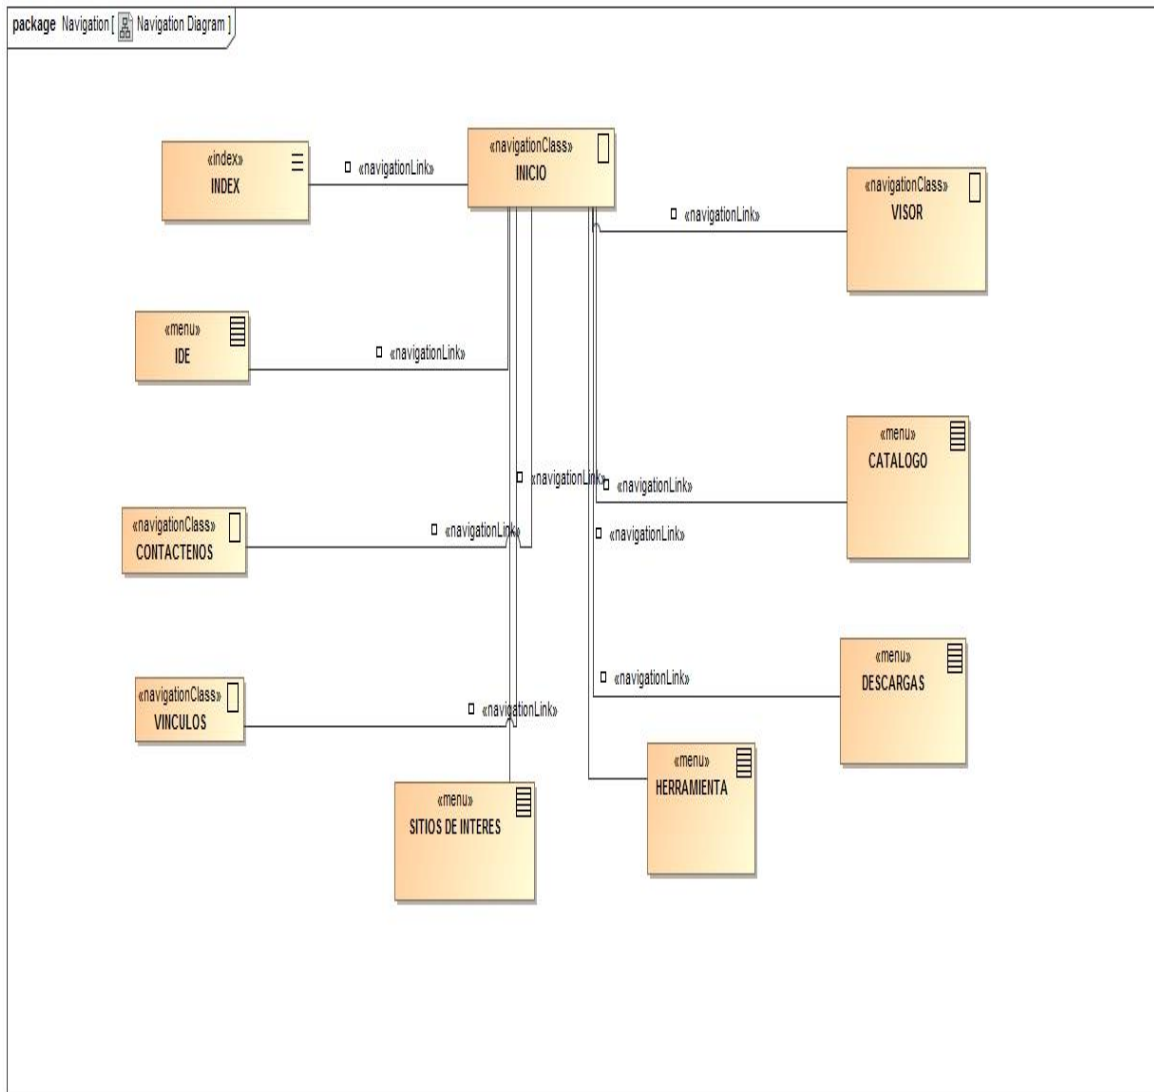 package Navigation [ Navigation Diagram ]
«index»
INDEX
«navigationLink»
«navigationClass»
INICIO
«navigationLink»
«navigationClass»
VISOR
«menu»
IDE
«navigationLink»
«menu»
CATALOGO
«navigationLink»
«navigationLink»
«navigationClass»
CONTACTENOS
«navigationLink»
«navigationLink»
«menu»
DESCARGAS
«navigationLink»
«navigationClass»
VINCULOS
«navigationLink»
«menu»
HERRAMIENTA
«menu»
SITIOS DE INTERES